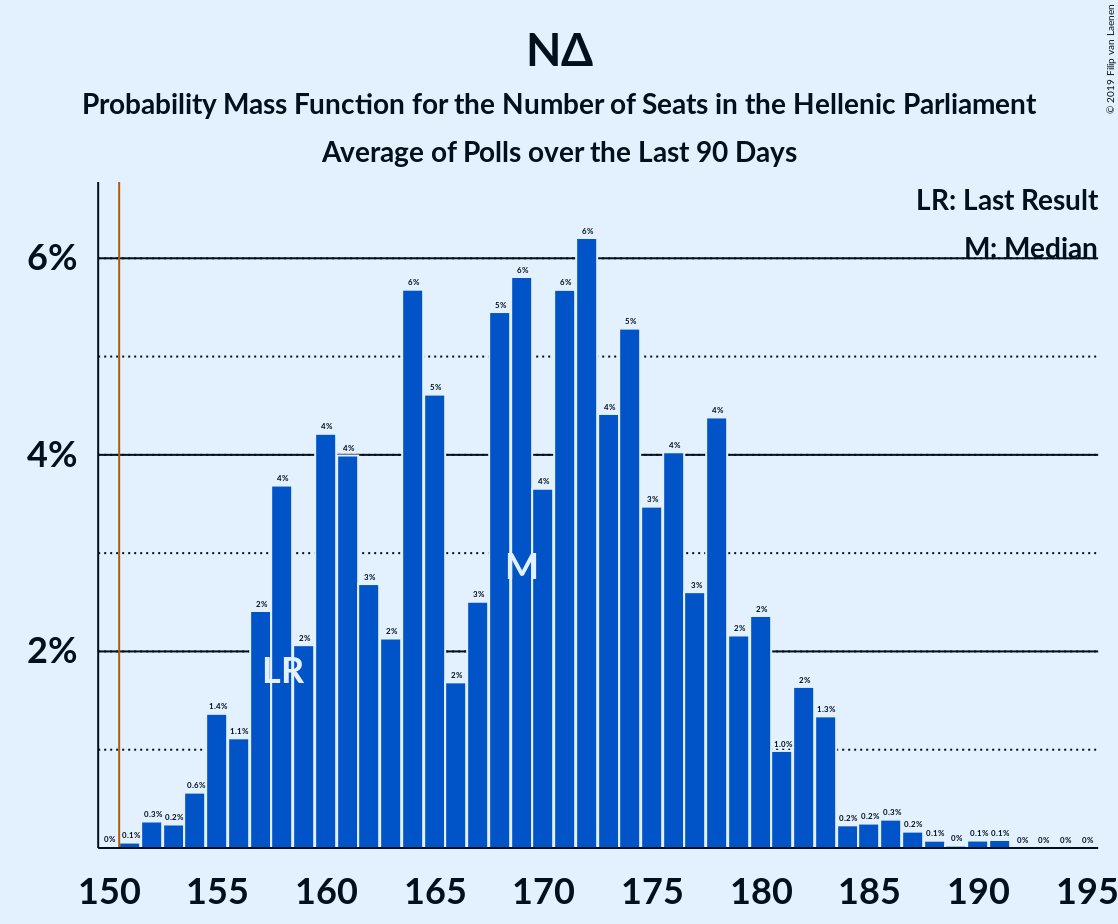 © 2019 Filip van Laenen
ΝΔ
Probability Mass Function for the Number of Seats in the Hellenic Parliament
Average of Polls over the Last 90 Days
LR: Last Result
M: Median
6%
4%
2%
0% 0.1% 0.3% 0.2% 0.6% 1.4% 1.1% 2% 4% 2% 4% 4% 3% 2% 6% 5% 2% 3% 5% 6% 4% 6% 6% 4% 5% 3% 4% 3% 4% 2% 2% 1.0% 2% 1.3% 0.2% 0.2% 0.3% 0.2% 0.1% 0% 0.1% 0.1% 0% 0% 0% 0%
M
LR
150 155 160 165 170 175 180 185 190 195